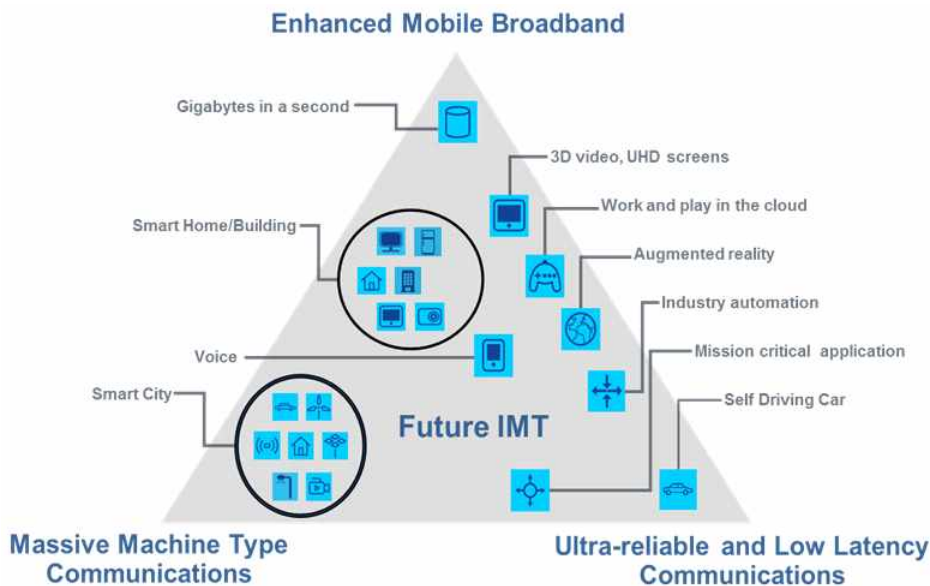 Enhanced Mobile Broadband
Gigabytes in a second
3D video, UHD screens
Smart Home/Building
Work and play in the cloud
Augmented reality
Industry automation
Voice
Mission critical application
Smart City
Self Driving Car
Future IMT
Massive Machine Type
Communications
Ultra-reliable and Low Latency
Communications